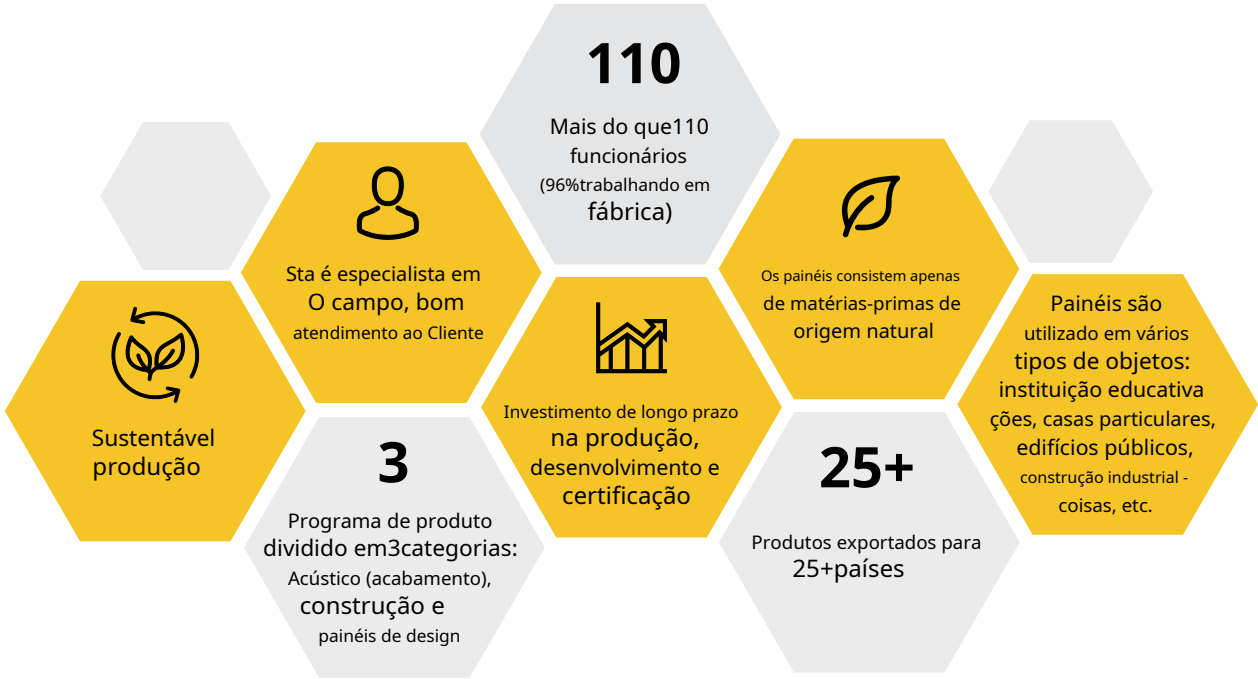 110
Mais do que110
funcionários
(96%trabalhando em
fábrica)
Sta é especialista em
O campo, bom
atendimento ao Cliente
Os painéis consistem apenas
de matérias-primas de
origem natural
Sustentável
produção
Investimento de longo prazo
na produção,
desenvolvimento e
certificação
Painéis são
utilizado em vários
tipos de objetos:
instituição educativa
ções, casas particulares,
edifícios públicos,
construção industrial -
coisas, etc.
3
Programa de produto
dividido em3categorias:
Acústico (acabamento),
construção e
painéis de design
25+
Produtos exportados para
25+países